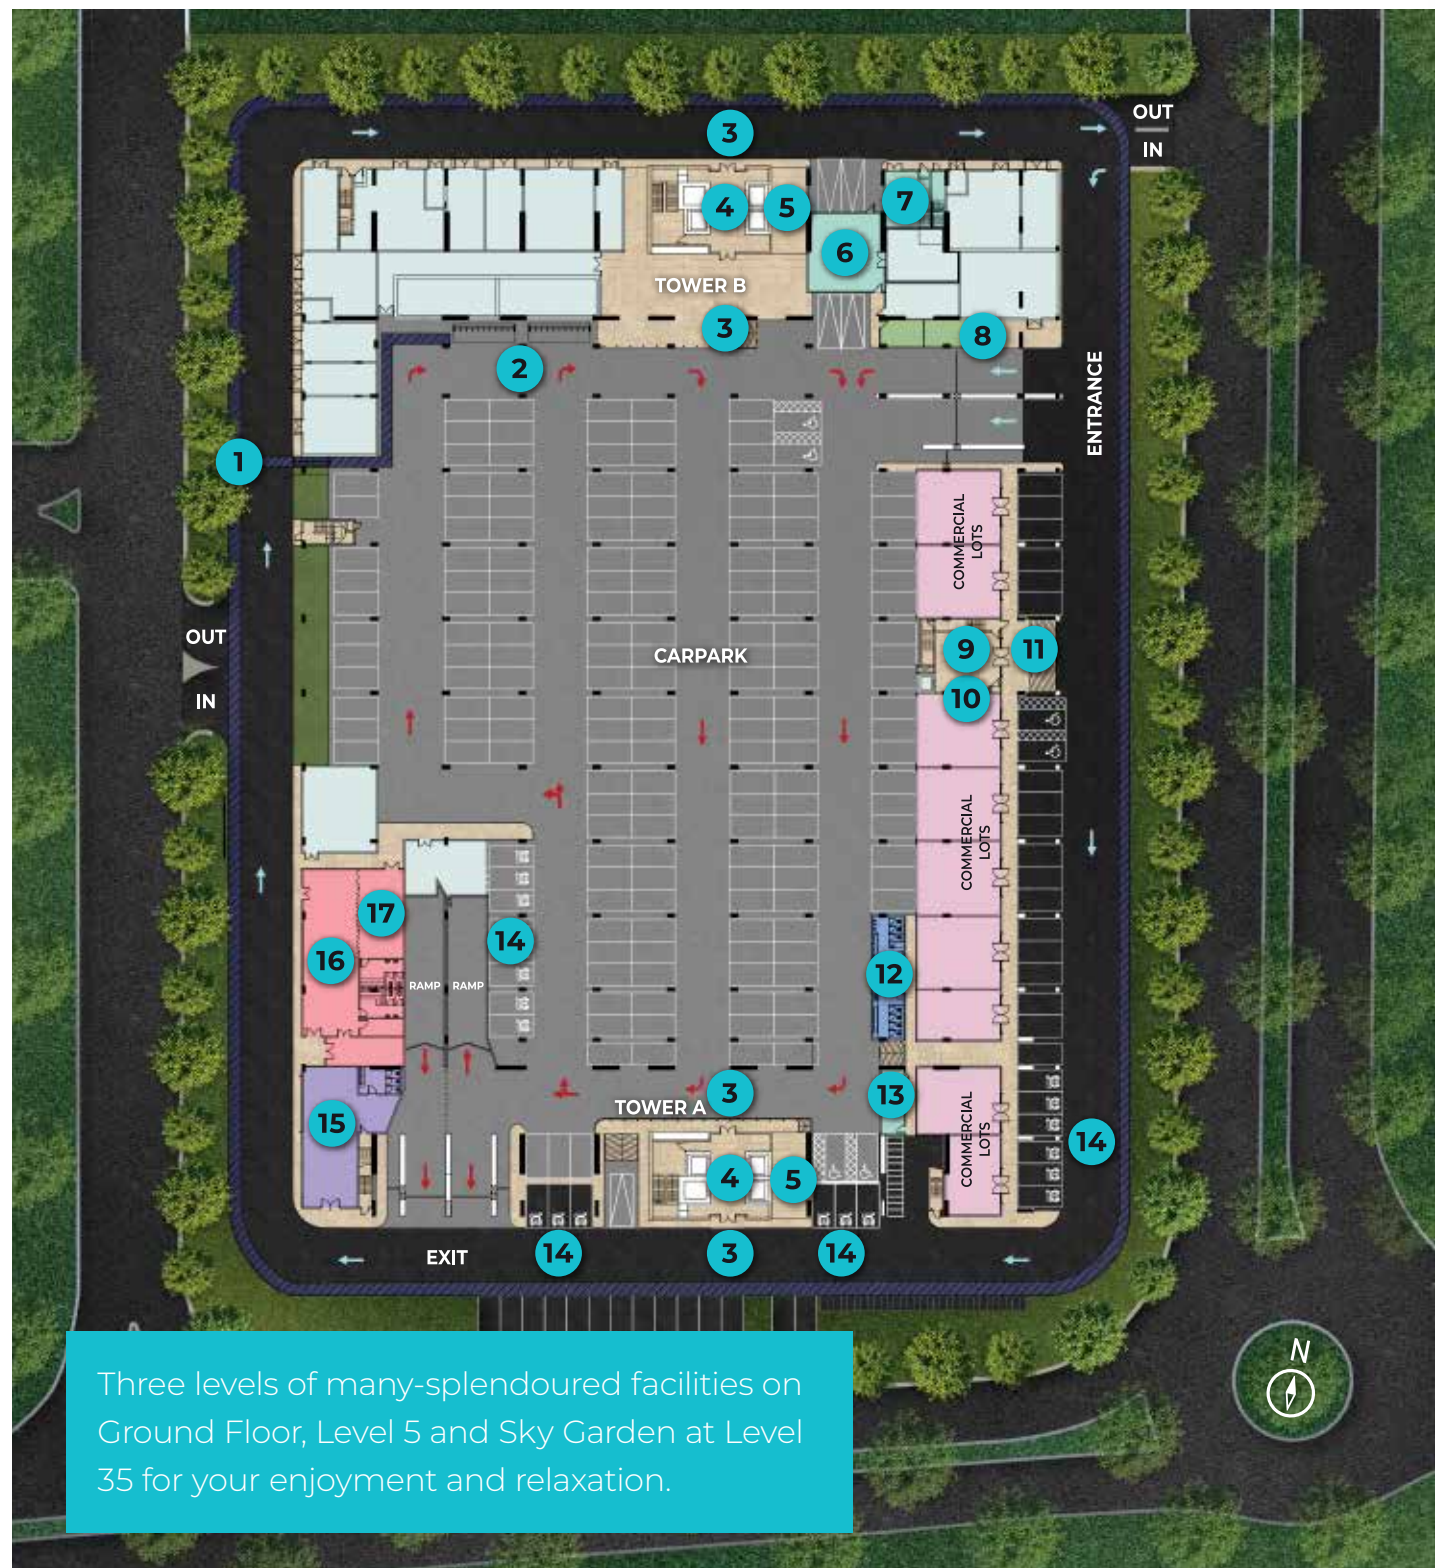 OUT
IN
3
4
5
7
6
TOWER B
3
8
2
ENTRANCE
1
COMMERCIAL
LOTS
OUT
IN
CARPARK
9
11
10
COMMERCIAL
LOTS
17
14
16
12
RAMP
RAMP
3
13
TOWER A
15
COMMERCIAL
LOTS
14
4
5
EXIT
14
3
14
N
Three levels of many-splendoured facilities on
Ground Floor, Level 5 and Sky Garden at Level
35 for your enjoyment and relaxation.